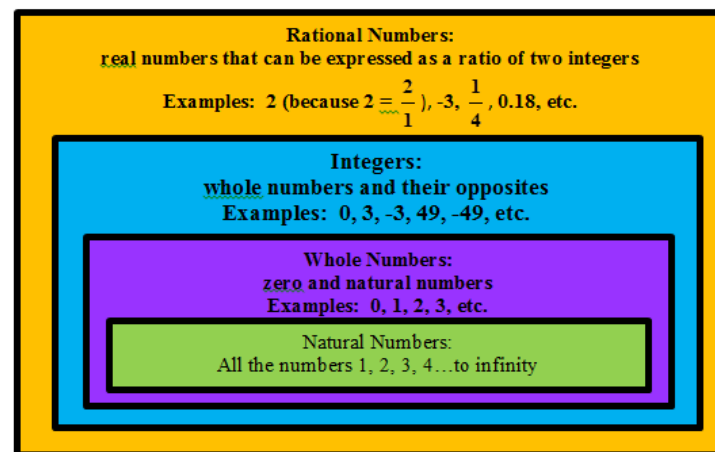 Rational Numbers:
real numbers that can be expressed as a ratio of two integers
Examples: 2 (because 2 = 2/1 ), -3, 1/4 , 0.18, etc.
Integers:
whole numbers and their opposites
Examples: 0, 3, -3, 49, -49, etc.
Whole Numbers:
zero and natural numbers
Examples: 0, 1, 2, 3, etc.
Natural Numbers:
All the numbers 1, 2, 3, 4…to infinity